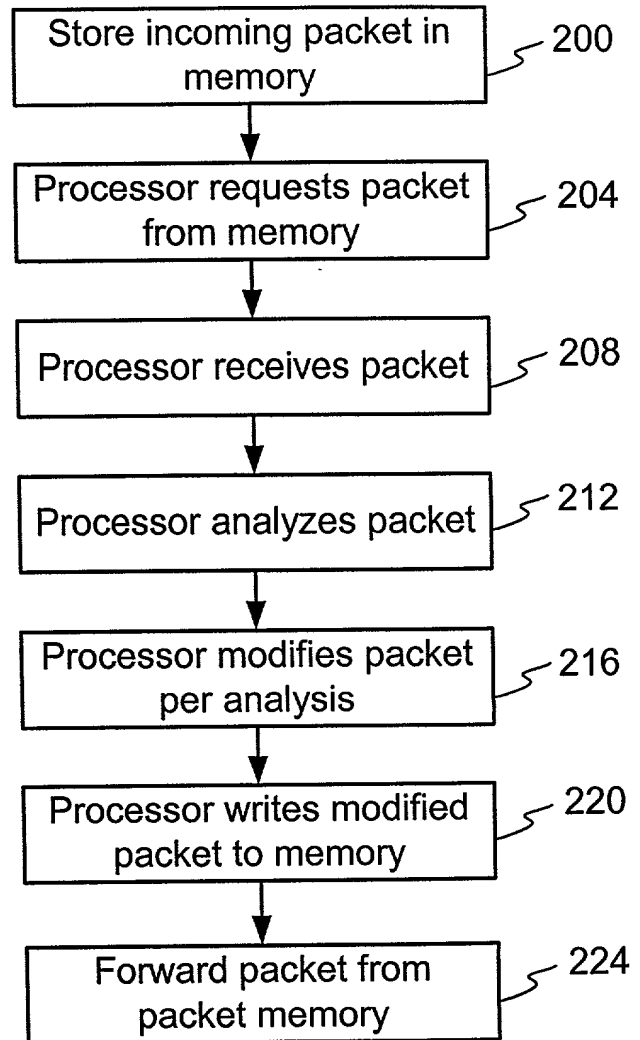 Store incoming packet in
memory
200
Processor requests packet
from memory
204
Processor receives packet
208
Processor analyzes packet
212
Processor modifies packet
per analysis
216
Processor writes modified
packet to memory
220
Forward packet from
packet memory
224